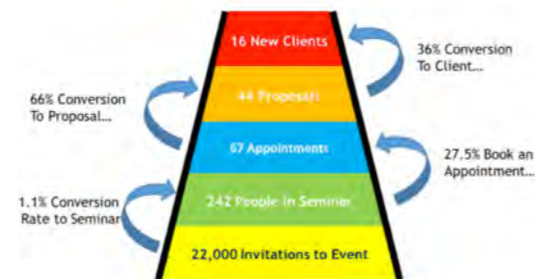 16 New Clients
36% Conversion
To Client...
44 Proposals
66% Conversion
To Proposal...
67 Appointments
27.5% Book an
Appointment...
242 People in Seminar
1.1% Conversion
Rate to Seminar
22,000 Invitations to Event